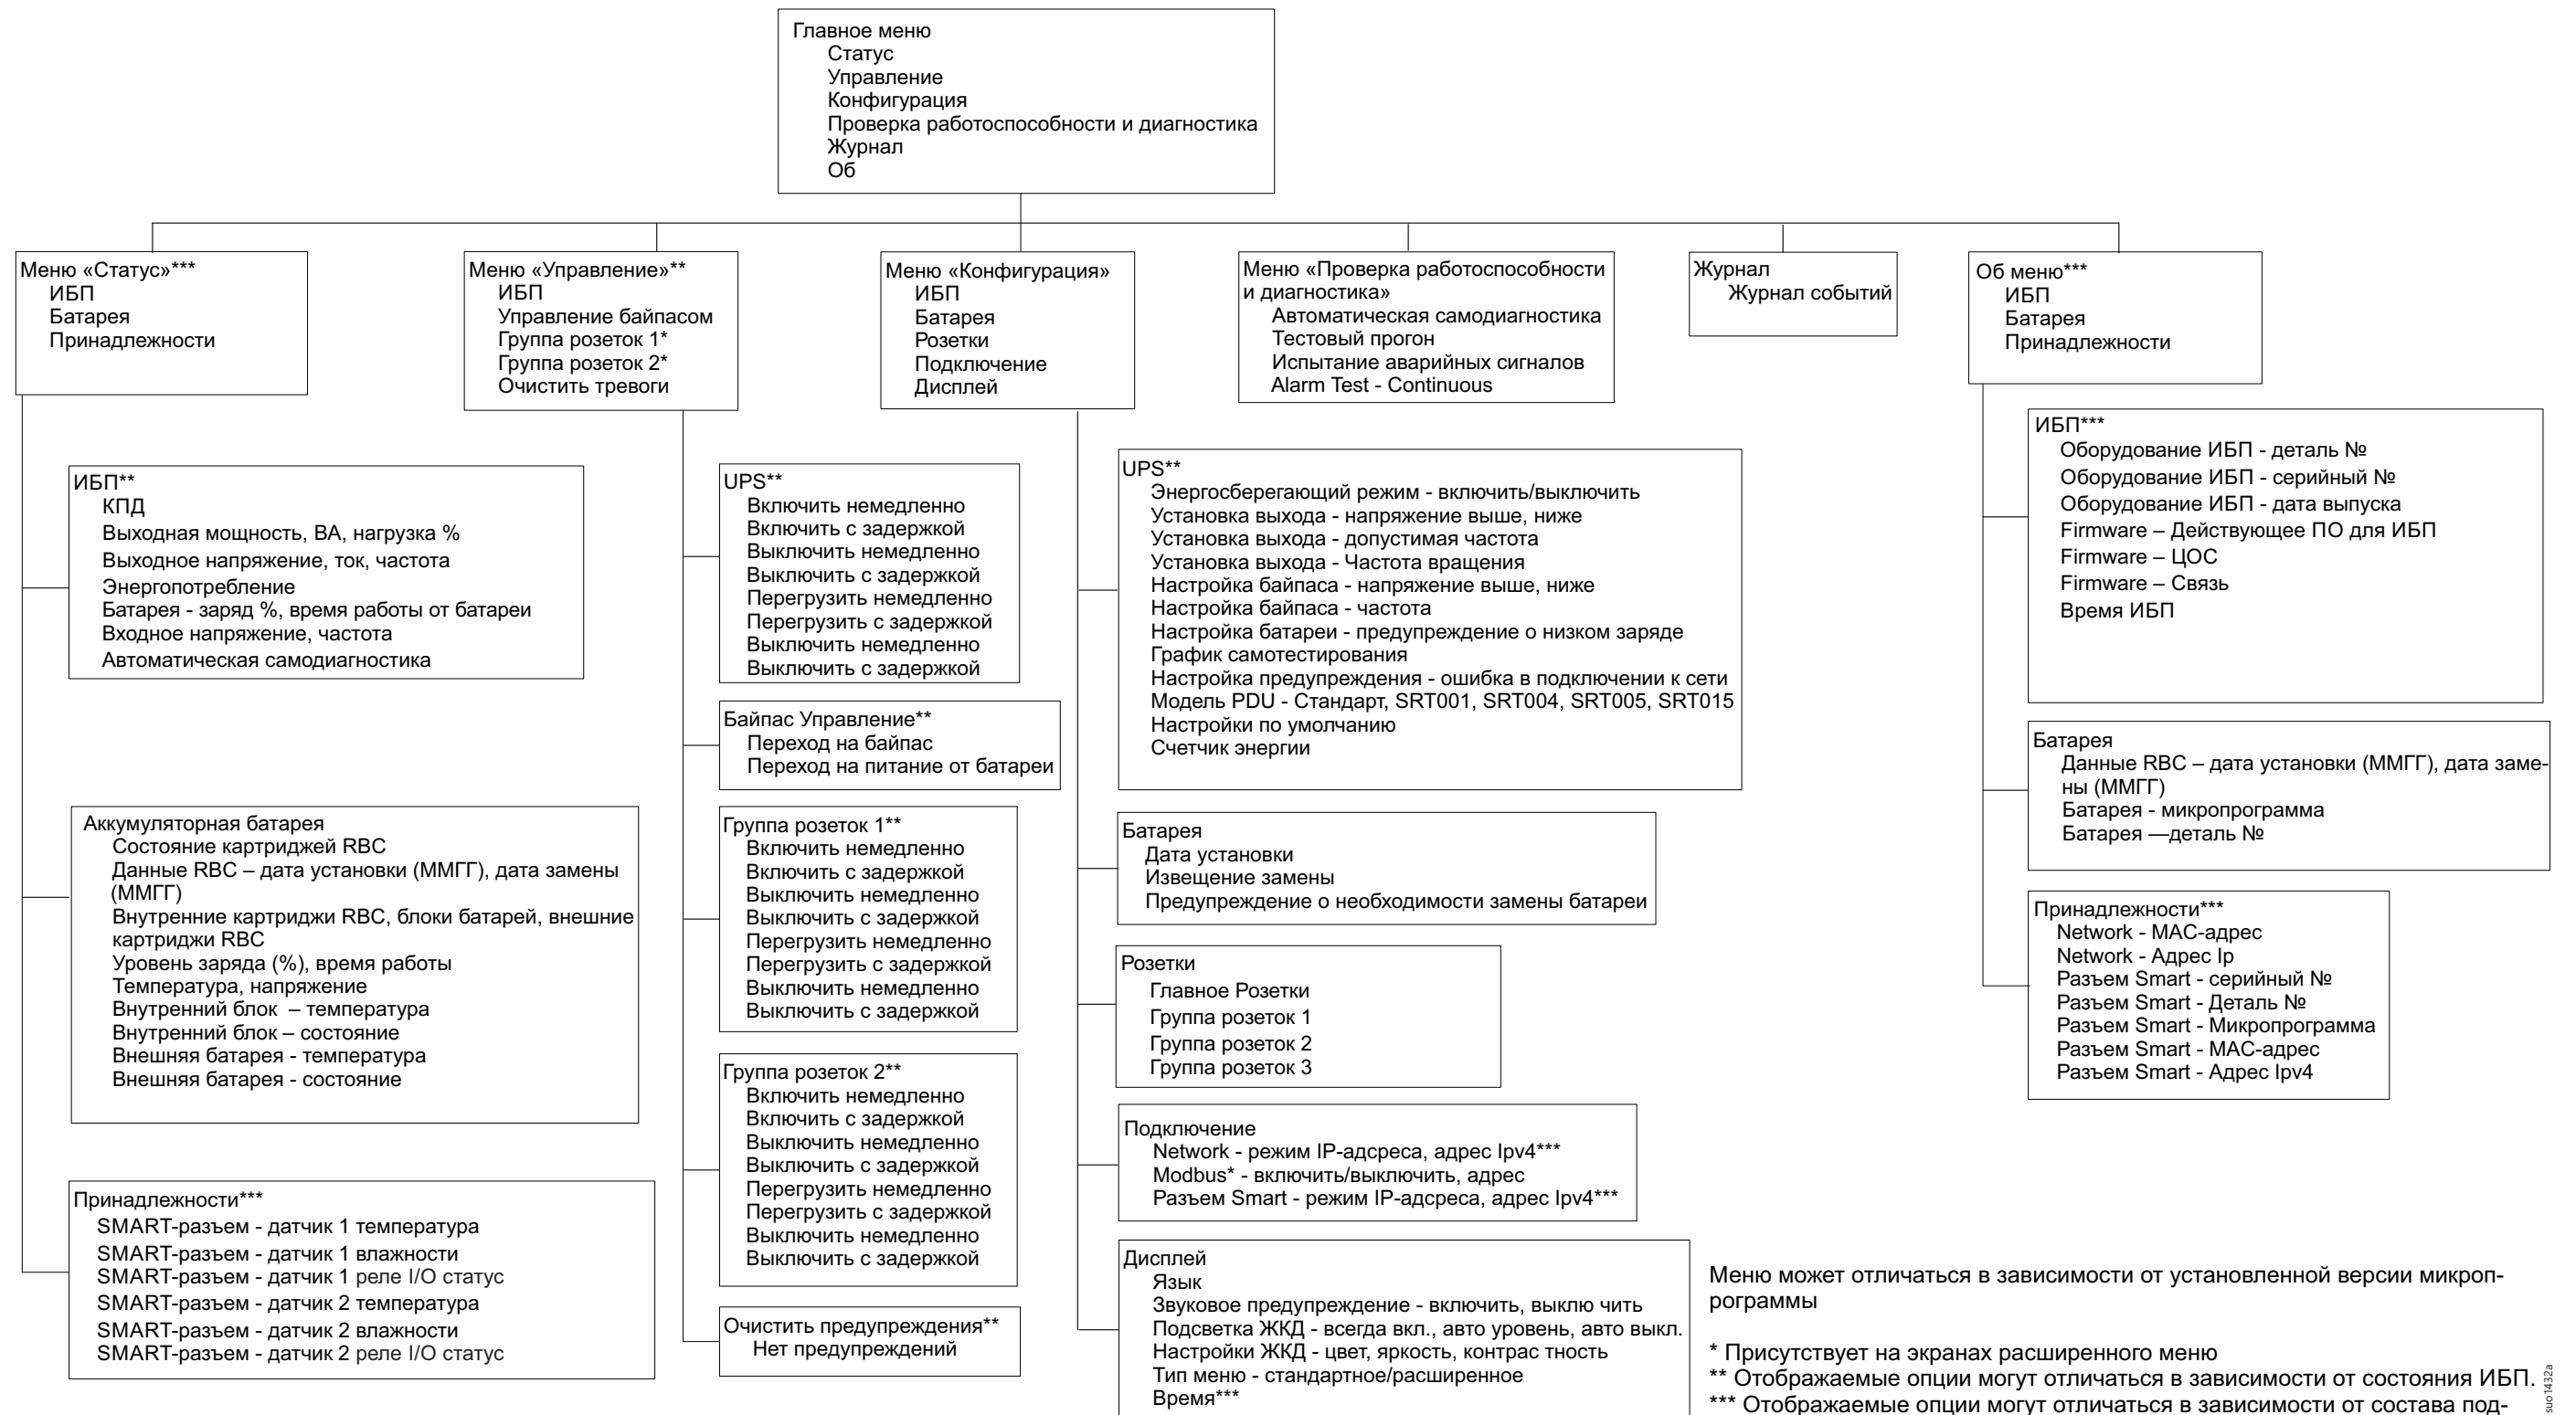 Главное меню
Статус
Управление
Конфигурация
Проверка работоспособности и диагностика
Журнал
Об
Меню «Статус»***
ИБП
Батарея
Принадлежности
ИБП**
КПД
Выходная мощность, ВА, нагрузка %
Выходное напряжение, ток, частота
Энергопотребление
Батарея - заряд %, время работы от батареи
Входное напряжение, частота
Автоматическая самодиагностика
Аккумуляторная батарея
Состояние картриджей RBC
Данные RBC – дата установки (ММГГ), дата замены
(ММГГ)
Внутренние картриджи RBC, блоки батарей, внешние
картриджи RBC
Уровень заряда (%), время работы
Температура, напряжение
Внутренний блок – температура
Внутренний блок – состояние
Внешняя батарея - температура
Внешняя батарея - состояние
Принадлежности***
SMART-разъем - датчик 1 температура
SMART-разъем - датчик 1 влажности
SMART-разъем - датчик 1 реле I/O статус
SMART-разъем - датчик 2 температура
SMART-разъем - датчик 2 влажности
SMART-разъем - датчик 2 реле I/O статус
Меню «Управление»**
ИБП
Управление байпасом
Группа розеток 1*
Группа розеток 2*
Очистить тревоги
UPS**
Включить немедленно
Включить с задержкой
Выключить немедленно
Выключить с задержкой
Перегрузить немедленно
Перегрузить с задержкой
Выключить немедленно
Выключить с задержкой
Байпас Управление**
Переход на байпас
Переход на питание от батареи
Группа розеток 1**
Включить немедленно
Включить с задержкой
Выключить немедленно
Выключить с задержкой
Перегрузить немедленно
Перегрузить с задержкой
Выключить немедленно
Выключить с задержкой
Группа розеток 2**
Включить немедленно
Включить с задержкой
Выключить немедленно
Выключить с задержкой
Перегрузить немедленно
Перегрузить с задержкой
Выключить немедленно
Выключить с задержкой
Очистить предупреждения**
Нет предупреждений
Меню «Конфигурация»
ИБП
Батарея
Розетки
Подключение
Дисплей
UPS**
Энергосберегающий режим - включить/выключить
Установка выхода - напряжение выше, ниже
Установка выхода - допустимая частота
Установка выхода - Частота вращения
Настройка байпаса - напряжение выше, ниже
Настройка байпаса - частота
Настройка батареи - предупреждение о низком заряде
График самотестирования
Настройка предупреждения - ошибка в подключении к сети
Модель PDU - Стандарт, SRT001, SRT004, SRT005, SRT015
Настройки по умолчанию
Счетчик энергии
Батарея
Дата установки
Извещение замены
Предупреждение о необходимости замены батареи
Розетки
Главное Розетки
Группа розеток 1
Группа розеток 2
Группа розеток 3
Подключение
Network - режим IP-адсреса, адрес Ipv4***
Modbus* - включить/выключить, адрес
Разъем Smart - режим IP-адсреса, адрес Ipv4***
Дисплей
Язык
Звуковое предупреждение - включить, выклю чить
Подсветка ЖКД - всегда вкл., авто уровень, авто выкл.
Настройки ЖКД - цвет, яркость, контрас тность
Тип меню - стандартное/расширенное
Время***
Меню «Проверка работоспособности
и диагностика»
Автоматическая самодиагностика
Тестовый прогон
Испытание аварийных сигналов
Alarm Test - Continuous
Журнал
Журнал событий
Об меню***
ИБП
Батарея
Принадлежности
ИБП***
Оборудование ИБП - деталь №
Оборудование ИБП - серийный №
Оборудование ИБП - дата выпуска
Firmware – Действующее ПО для ИБП
Firmware – ЦОС
Firmware – Связь
Время ИБП
Батарея
Данные RBC – дата установки (ММГГ), дата заме-
ны (ММГГ)
Батарея - микропрограмма
Батарея —деталь №
Принадлежности***
Network - MAC-адрес
Network - Адрес Ip
Разъем Smart - серийный №
Разъем Smart - Деталь №
Разъем Smart - Микропрограмма
Разъем Smart - MAC-адрес
Разъем Smart - Адрес Ipv4
Меню может отличаться в зависимости от установленной версии микроп-
рограммы
* Присутствует на экранах расширенного меню
** Отображаемые опции могут отличаться в зависимости от состояния ИБП.
*** Отображаемые опции могут отличаться в зависимости от состава под-
suo1432a